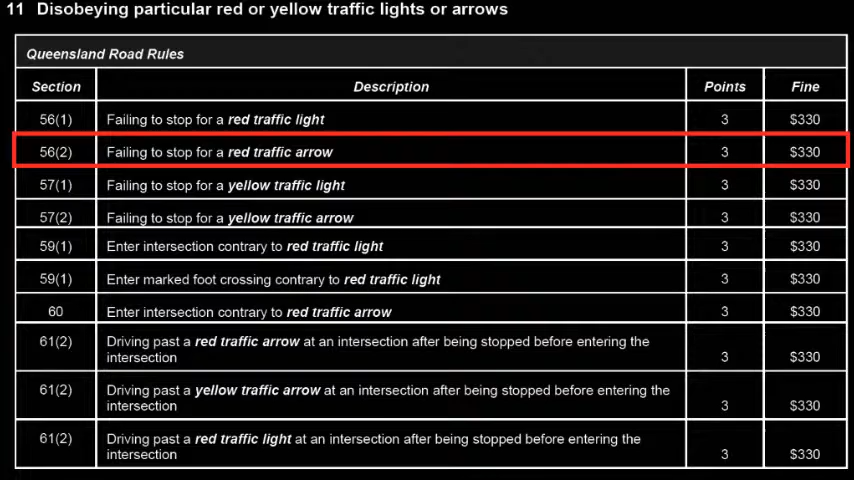 11 Disobeying particular red or yellow traffic lights or arrows
Queensland Road Rules
Section Description Points Fine
56(1) Failing to stop for a red traffic light 3 $330
56(2) Failing to stop for a red traffic arrow 3 $330
57(1) Failing to stop for a yellow traffic light 3 $330
57(2) Failing to stop for a yellow traffic arrow 3 $330
59(1) Enter intersection contrary to red traffic light 3 $330
59(1) Enter marked foot crossing contrary to red traffic light 3 $330
60 Enter intersection contrary to red traffic arrow 3 $330
61(2) Driving past a red traffic arrow at an intersection after being stopped before entering the
intersection 3 $330
61(2) Driving past a yellow traffic arrow at an intersection after being stopped before entering the
intersection 3 $330
61(2) Driving past a red traffic light at an intersection after being stopped before entering the
intersection 3 $330